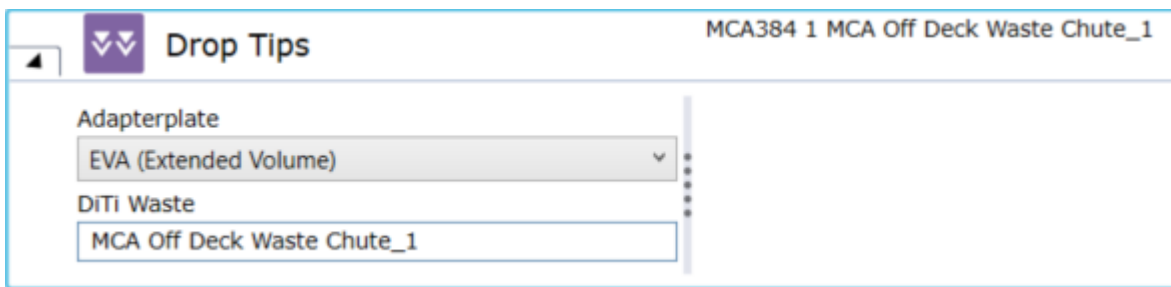 Drop Tips
MCA384 1 MCA Off Deck Waste Chute_1
Adapterplate
EVA (Extended Volume)
DiTi Waste
MCA Off Deck Waste Chute_1